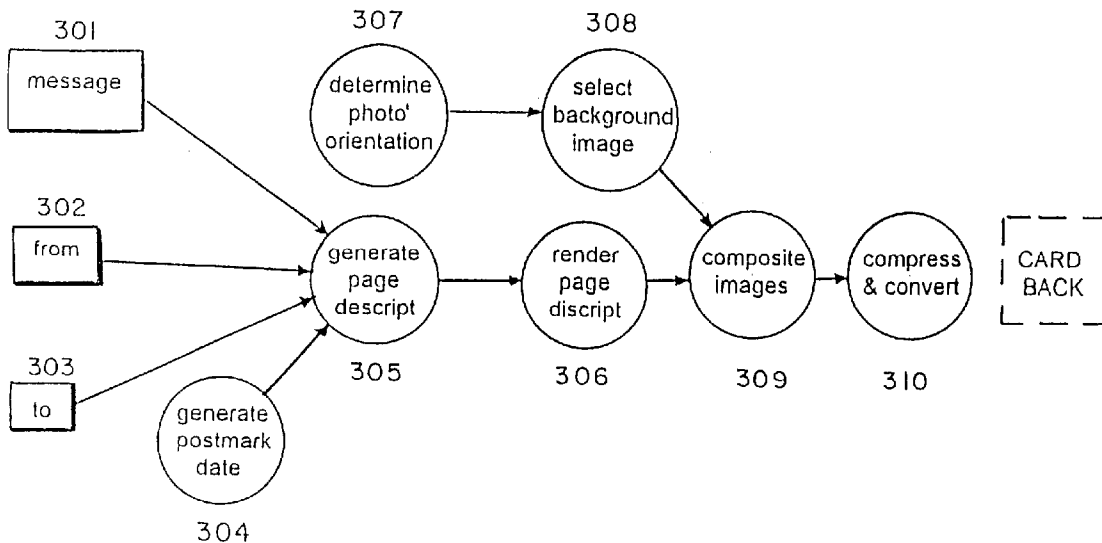 301
message
302
from
303
to
304
generate
postmark
date
307
determine
photo'
orientation
308
select
background
image
generate
page
descript
305
render
page
discript
306
composite
images
309
compress
& convert
310
CARD
BACK